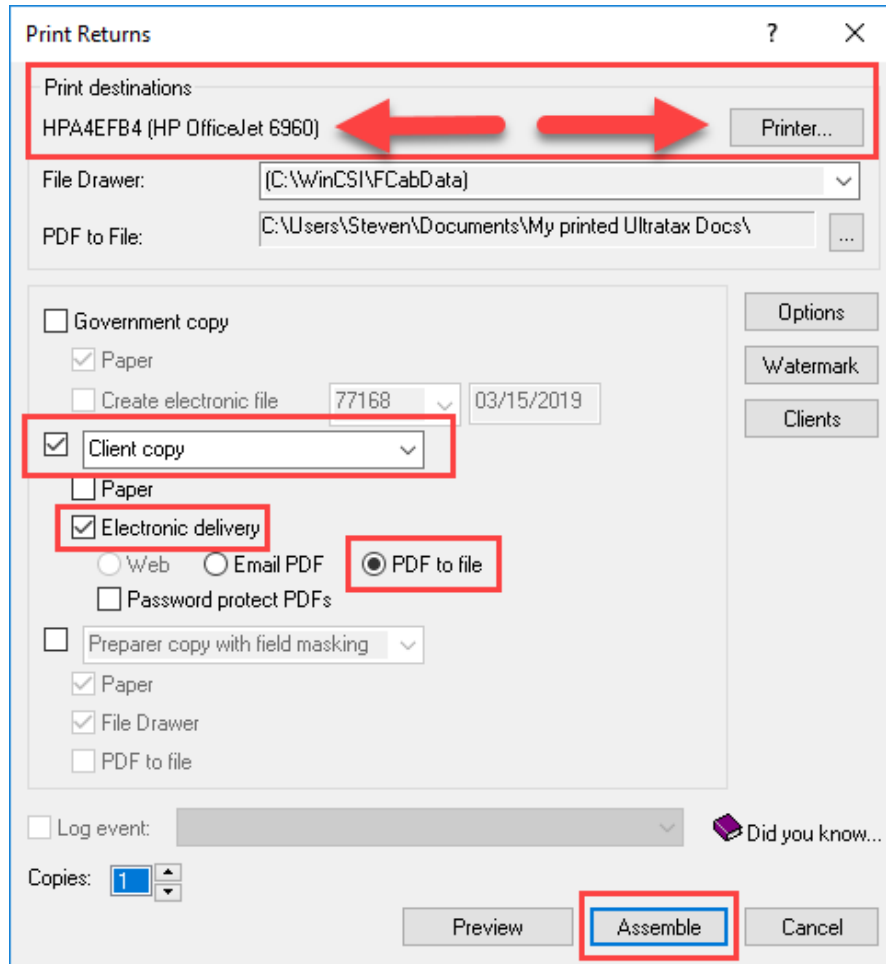 Print Returns ?
Print destinations
HPA4EFB4 (HP OfficeJet 6960) Printer...
File Drawer: (C:\WinCSI\FCabData)
PDF to File: C:\Users\Steven\Documents\My printed Ultratax Docs\ ...
Options
Government copy
Paper
Watermark
Create electronic file 77168 03/15/2019
Clients
Client copy
Paper
Electronic delivery
Web Email PDF PDF to file
Password protect PDFs
Preparer copy with field masking
Paper
File Drawer
PDF to file
Log event: Did you know...
Copies: 1
Preview Assemble Cancel